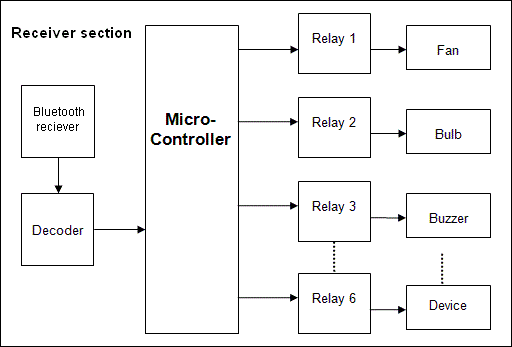 Receiver section
Bluetooth
reciever
Decoder
Micro-
Controller
Relay 1
Fan
Relay 2
Bulb
Relay 3
Buzzer
Relay 6
Device